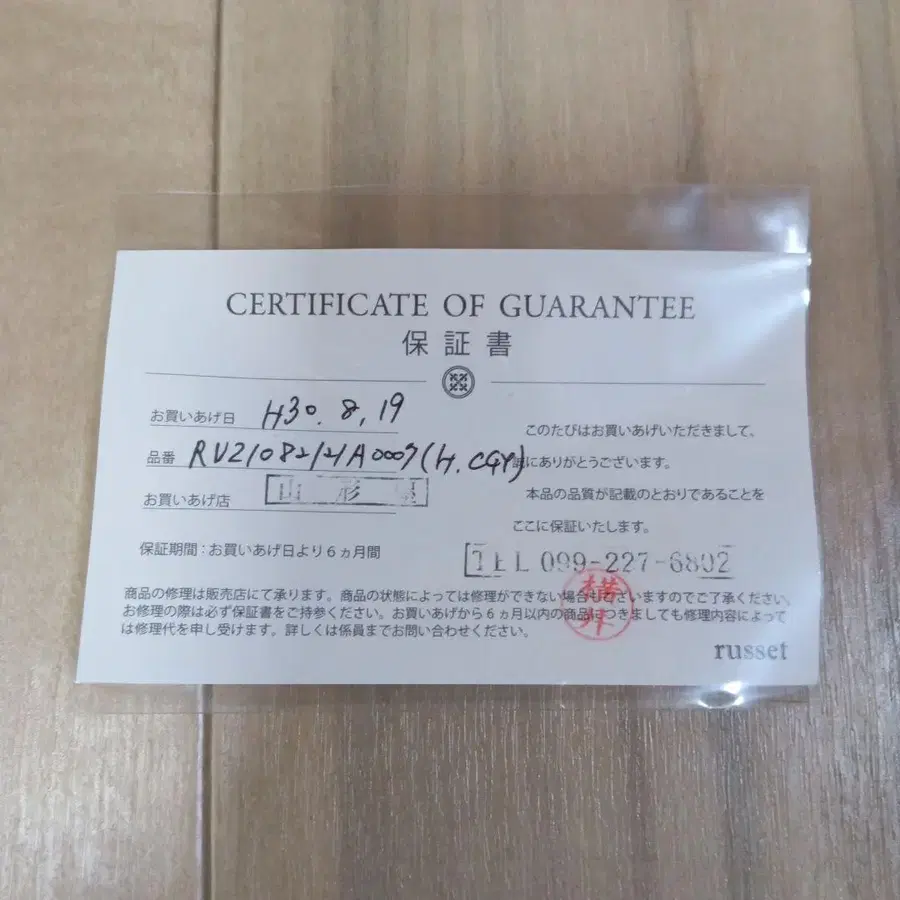 CERTIFICATE OF GUARANTEE
保証書
お買いあげ日 H30.8,19
品番
お買いあげ店 山形
保証期間：お買いあげ日より６ヵ月間
このたびはお買いあげいただきまして、
誠にありがとうございます。
本品の品質が記載のとおりであることを
ここに保証いたします。
TEL 099-227-6802
商品の修理は販売店にて承ります。商品の状態によっては修理ができない場合もございますのでご了承ください。
お修理の際は必ず保証書をご持参ください。お買いあげから６ヵ月以内の商品につきましても修理内容によって
は修理代を申し受けます。詳しくは係員までお問い合わせください。
russet